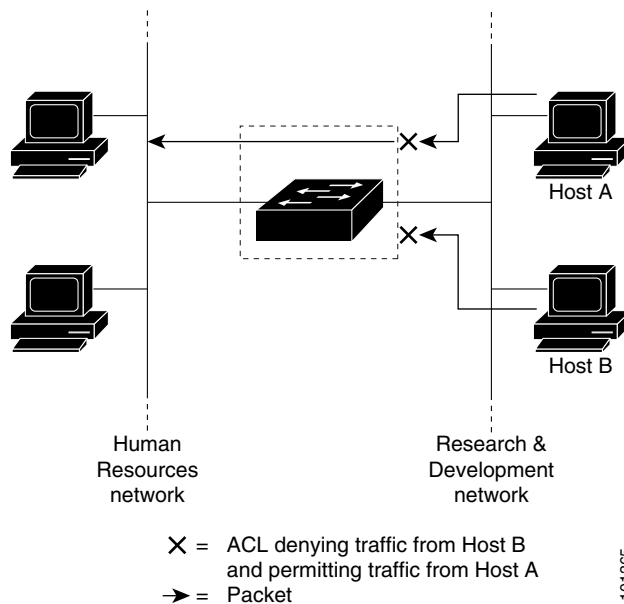 Host A
Host B
Human
Resources
network
Research &
Development
network
X = ACL denying traffic from Host B
and permitting traffic from Host A
→ = Packet